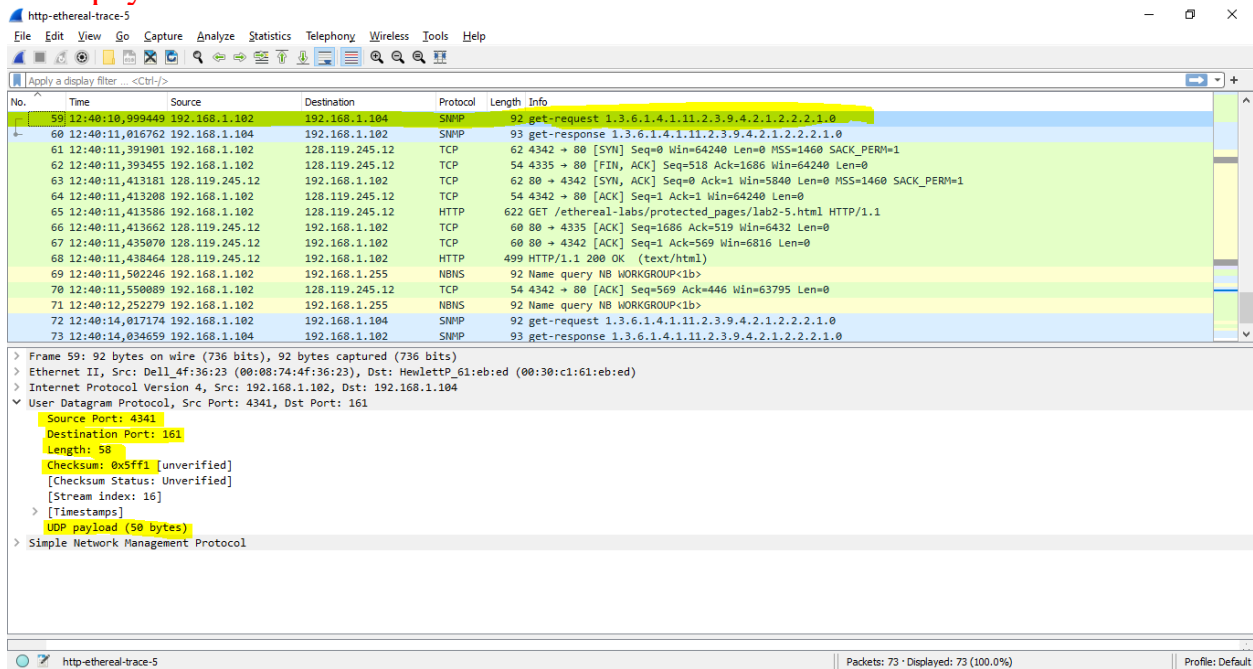 http-ethereal-trace-5
File Edit View Go Capture Analyze Statistics Telephony Wireless Tools Help
Apply a display filter ... <Ctrl-/>
No. Time Source Destination Protocol Length Info
59 12:40:10,999449 192.168.1.102 192.168.1.104 SNMP 92 get-request 1.3.6.1.4.1.11.2.3.9.4.2.1.2.2.2.1.0
60 12:40:11,016762 192.168.1.104 192.168.1.102 SNMP 93 get-response 1.3.6.1.4.1.11.2.3.9.4.2.1.2.2.2.1.0
61 12:40:11,391901 192.168.1.102 128.119.245.12 TCP 62 4342 → 80 [SYN] Seq=0 Win=64240 Len=0 MSS=1460 SACK_PERM=1
62 12:40:11,393455 192.168.1.102 128.119.245.12 TCP 54 4335 → 80 [FIN, ACK] Seq=518 Ack=1686 Win=64240 Len=0
63 12:40:11,413181 128.119.245.12 192.168.1.102 TCP 62 80 → 4342 [SYN, ACK] Seq=0 Ack=1 Win=5840 Len=0 MSS=1460 SACK_PERM=1
64 12:40:11,413208 192.168.1.102 128.119.245.12 TCP 54 4342 → 80 [ACK] Seq=1 Ack=1 Win=64240 Len=0
65 12:40:11,413586 192.168.1.102 128.119.245.12 HTTP 622 GET /ethereal-labs/protected_pages/lab2-5.html HTTP/1.1
66 12:40:11,413662 128.119.245.12 192.168.1.102 TCP 60 80 → 4335 [ACK] Seq=1686 Ack=519 Win=6432 Len=0
67 12:40:11,435070 128.119.245.12 192.168.1.102 TCP 60 80 → 4342 [ACK] Seq=1 Ack=569 Win=6816 Len=0
68 12:40:11,438464 128.119.245.12 192.168.1.102 HTTP 499 HTTP/1.1 200 OK (text/html)
69 12:40:11,502246 192.168.1.102 192.168.1.255 NBNS 92 Name query NB WORKGROUP<1b>
70 12:40:11,550089 192.168.1.102 128.119.245.12 TCP 54 4342 → 80 [ACK] Seq=569 Ack=446 Win=63795 Len=0
71 12:40:12,252279 192.168.1.102 192.168.1.255 NBNS 92 Name query NB WORKGROUP<1b>
72 12:40:14,017174 192.168.1.102 192.168.1.104 SNMP 92 get-request 1.3.6.1.4.1.11.2.3.9.4.2.1.2.2.2.1.0
73 12:40:14,034659 192.168.1.104 192.168.1.102 SNMP 93 get-response 1.3.6.1.4.1.11.2.3.9.4.2.1.2.2.2.1.0
> Frame 59: 92 bytes on wire (736 bits), 92 bytes captured (736 bits)
> Ethernet II, Src: Dell_4f:36:23 (00:08:74:4f:36:23), Dst: HewlettP_61:eb:ed (00:30:c1:61:eb:ed)
> Internet Protocol Version 4, Src: 192.168.1.102, Dst: 192.168.1.104
User Datagram Protocol, Src Port: 4341, Dst Port: 161
Source Port: 4341
Destination Port: 161
Length: 58
Checksum: 0x5ff1 [unverified]
[Checksum Status: Unverified]
[Stream index: 16]
> [Timestamps]
UDP payload (50 bytes)
> Simple Network Management Protocol
http-ethereal-trace-5 Packets: 73 · Displayed: 73 (100.0%) Profile: Default